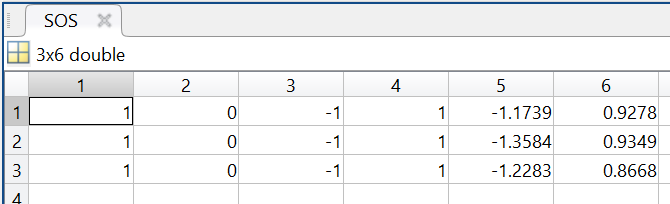 SOS
3x6 double
1 2 3 4 5 6
1 1 0 -1 1 -1.1739 0.9278
2 1 0 -1 1 -1.3584 0.9349
3 1 0 -1 1 -1.2283 0.8668
4